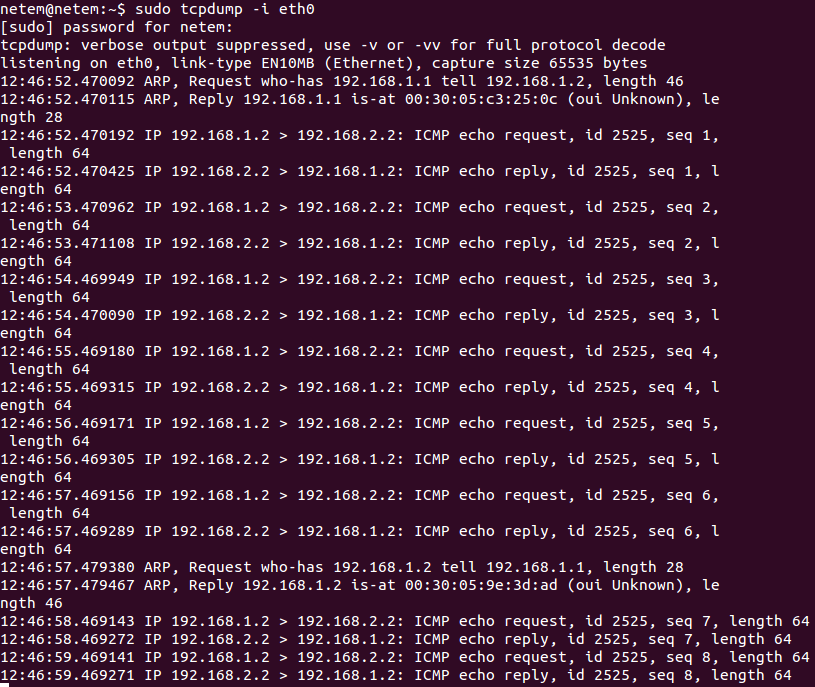 netem@netem:~$ sudo tcpdump -i eth0
[sudo] password for netem:
tcpdump: verbose output suppressed, use -v or -vv for full protocol decode
listening on eth0, link-type EN10MB (Ethernet), capture size 65535 bytes
12:46:52.470092 ARP, Request who-has 192.168.1.1 tell 192.168.1.2, length 46
12:46:52.470115 ARP, Reply 192.168.1.1 is-at 00:30:05:c3:25:0c (oui Unknown), le
ngth 28
12:46:52.470192 IP 192.168.1.2 > 192.168.2.2: ICMP echo request, id 2525, seq 1,
 length 64
12:46:52.470425 IP 192.168.2.2 > 192.168.1.2: ICMP echo reply, id 2525, seq 1, l
ength 64
12:46:53.470962 IP 192.168.1.2 > 192.168.2.2: ICMP echo request, id 2525, seq 2,
 length 64
12:46:53.471108 IP 192.168.2.2 > 192.168.1.2: ICMP echo reply, id 2525, seq 2, l
ength 64
12:46:54.469949 IP 192.168.1.2 > 192.168.2.2: ICMP echo request, id 2525, seq 3,
 length 64
12:46:54.470090 IP 192.168.2.2 > 192.168.1.2: ICMP echo reply, id 2525, seq 3, l
ength 64
12:46:55.469180 IP 192.168.1.2 > 192.168.2.2: ICMP echo request, id 2525, seq 4,
 length 64
12:46:55.469315 IP 192.168.2.2 > 192.168.1.2: ICMP echo reply, id 2525, seq 4, l
ength 64
12:46:56.469171 IP 192.168.1.2 > 192.168.2.2: ICMP echo request, id 2525, seq 5,
 length 64
12:46:56.469305 IP 192.168.2.2 > 192.168.1.2: ICMP echo reply, id 2525, seq 5, l
ength 64
12:46:57.469156 IP 192.168.1.2 > 192.168.2.2: ICMP echo request, id 2525, seq 6,
 length 64
12:46:57.469289 IP 192.168.2.2 > 192.168.1.2: ICMP echo reply, id 2525, seq 6, l
ength 64
12:46:57.479380 ARP, Request who-has 192.168.1.2 tell 192.168.1.1, length 28
12:46:57.479467 ARP, Reply 192.168.1.2 is-at 00:30:05:9e:3d:ad (oui Unknown), le
ngth 46
12:46:58.469143 IP 192.168.1.2 > 192.168.2.2: ICMP echo request, id 2525, seq 7, length 64
12:46:58.469272 IP 192.168.2.2 > 192.168.1.2: ICMP echo reply, id 2525, seq 7, length 64
12:46:59.469141 IP 192.168.1.2 > 192.168.2.2: ICMP echo request, id 2525, seq 8, length 64
12:46:59.469271 IP 192.168.2.2 > 192.168.1.2: ICMP echo reply, id 2525, seq 8, length 64